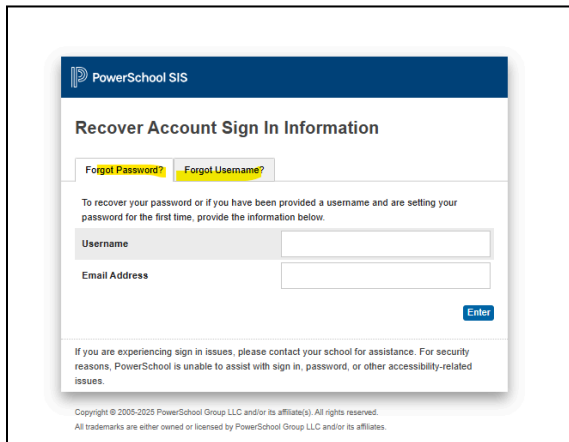 PowerSchool SIS
Recover Account Sign In Information
Forgot Password? Forgot Username?
To recover your password or if you have been provided a username and are setting your
password for the first time, provide the information below.
Username
Email Address
Enter
If you are experiencing sign in issues, please contact your school for assistance. For security
reasons, PowerSchool is unable to assist with sign in, password, or other accessibility-related
issues.
Copyright © 2005-2025 PowerSchool Group LLC and/or its affiliate(s). All rights reserved.
All trademarks are either owned or licensed by PowerSchool Group LLC and/or its affiliates.